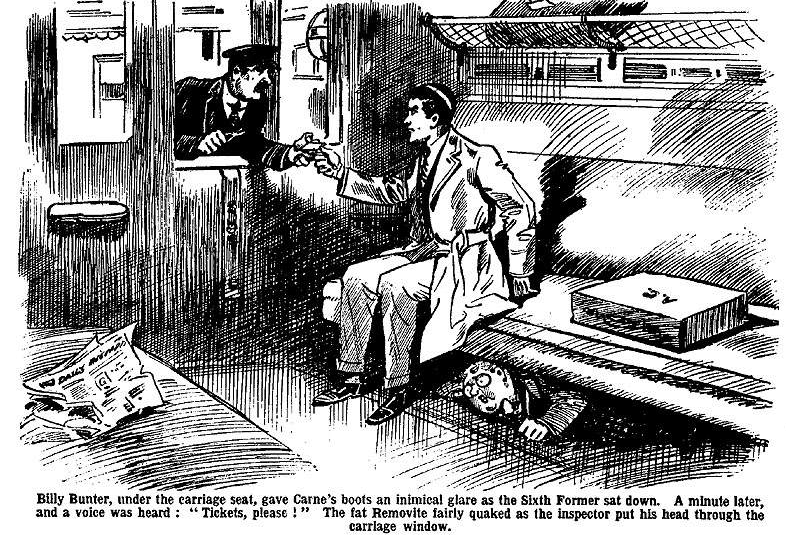 DAILY
A.C.
Billy Bunter, under the carriage seat, gave Carne's boots an inimical glare as the Sixth Former sat down. A minute later,
and a voice was heard : " Tickets, please ! " The fat Removite fairly quaked as the inspector put his head through the
carriage window.